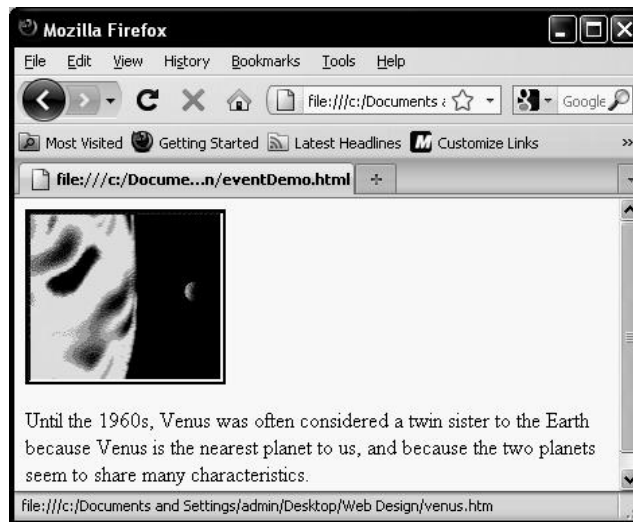 Mozilla Firefox
File Edit View History Bookmarks Tools Help
file:///c:/Documents Google
Most Visited Getting Started Latest Headlines Customize Links »
file:///c:/Docume...n/eventDemo.html
Until the 1960s, Venus was often considered a twin sister to the Earth
because Venus is the nearest planet to us, and because the two planets
seem to share many characteristics.
file:///c:/Documents and Settings/admin/Desktop/Web Design/venus.htm